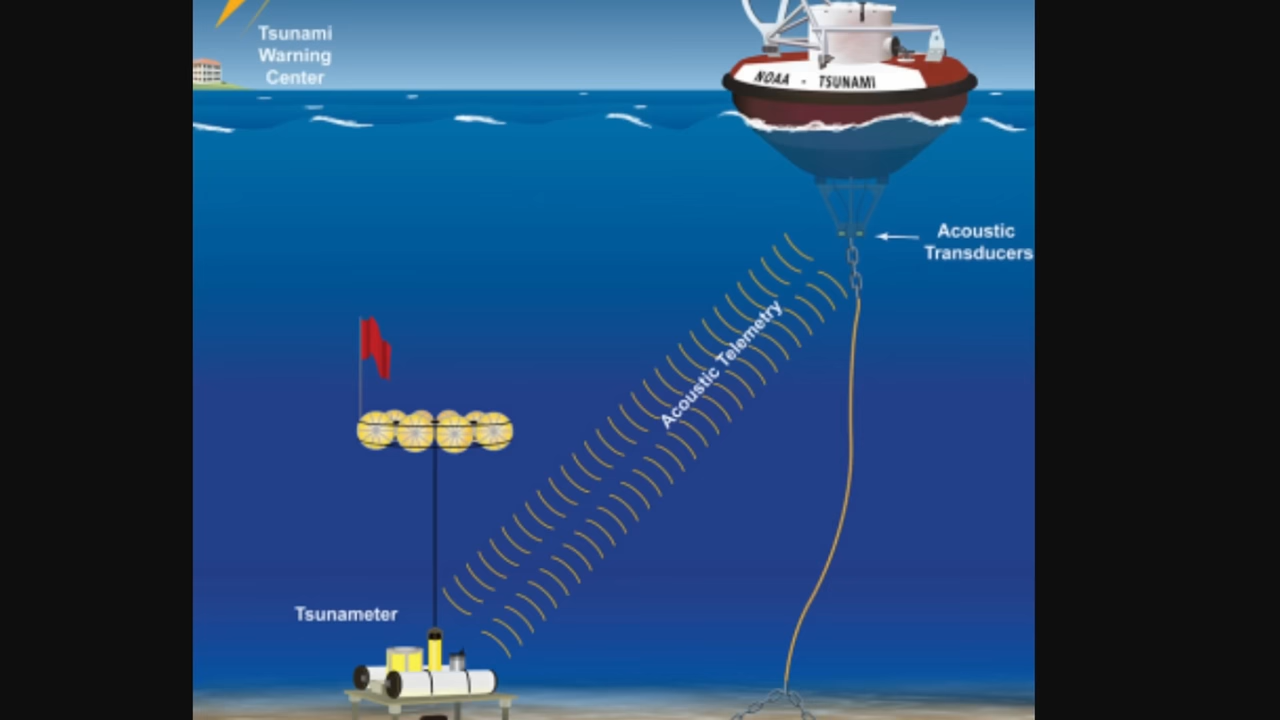 Tsunami
Warning
Center
NOAA - TSUNAMI
Acoustic
Transducers
Acoustic Telemetry
Tsunameter